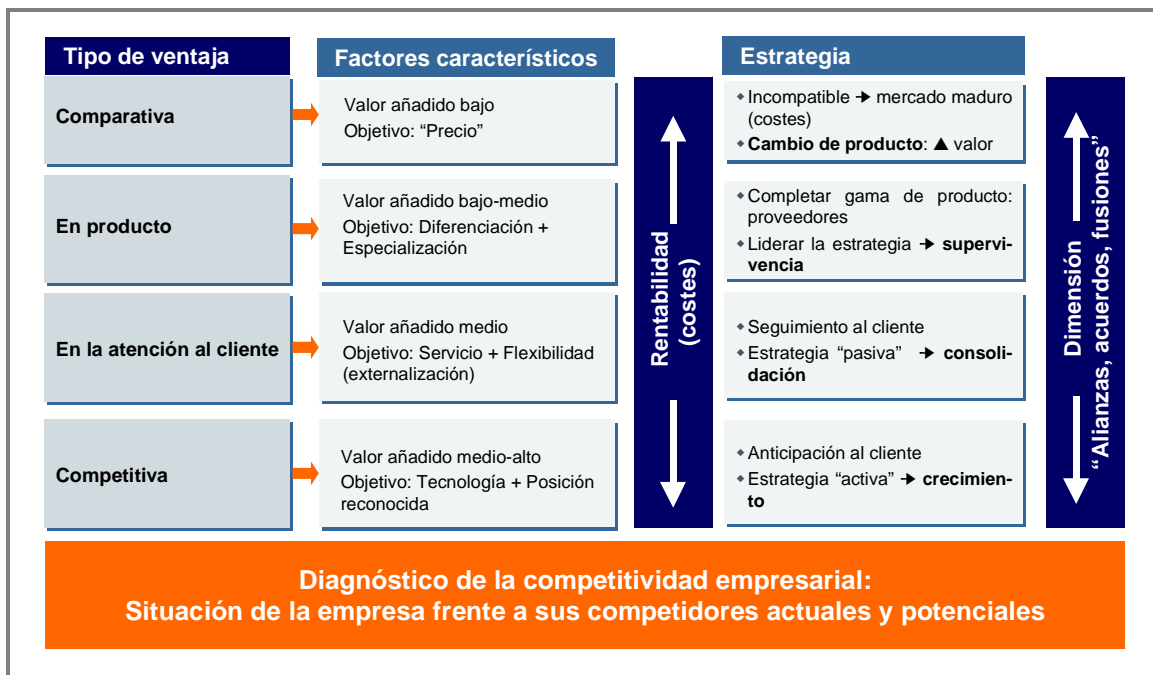 Tipo de ventaja
Factores característicos
Estrategia
Comparativa
Valor añadido bajo
Objetivo: “Precio”
Incompatible → mercado maduro
(costes)
Cambio de producto: ▲ valor
En producto
Valor añadido bajo-medio
Objetivo: Diferenciación +
Especialización
Completar gama de producto:
proveedores
Liderar la estrategia → supervi-
vencia
En la atención al cliente
Valor añadido medio
Objetivo: Servicio + Flexibilidad
(externalización)
Seguimiento al cliente
Estrategia “pasiva” → consoli-
dación
Competitiva
Valor añadido medio-alto
Objetivo: Tecnología + Posición
reconocida
Anticipación al cliente
Estrategia “activa” → crecimien-
to
Rentabilidad
(costes)
Dimensión
“Alianzas, acuerdos, fusiones”
Diagnóstico de la competitividad empresarial:
Situación de la empresa frente a sus competidores actuales y potenciales